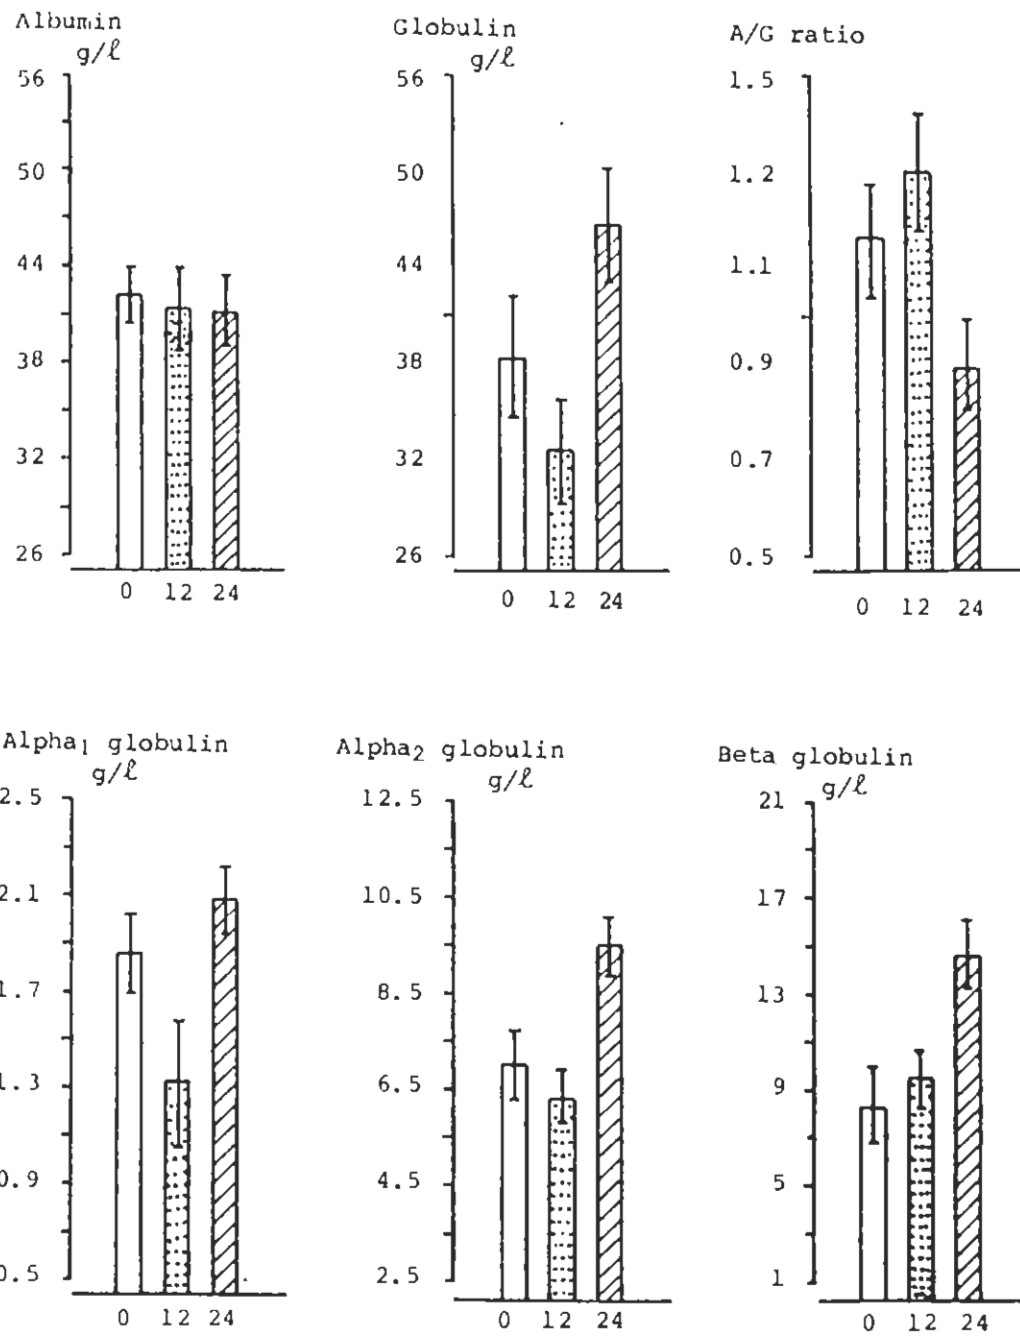 Albumin
g/ℓ
56
50
44
38
32
26
0 12 24
Globulin
g/ℓ
56
50
44
38
32
26
0 12 24
A/G ratio
1.5
1.2
1.1
0.9
0.7
0.5
0 12 24
Alpha₁ globulin
g/ℓ
2.5
2.1
1.7
1.3
0.9
0.5
0 12 24
Alpha₂ globulin
g/ℓ
12.5
10.5
8.5
6.5
4.5
2.5
0 12 24
Beta globulin
g/ℓ
21
17
13
9
5
1
0 12 24